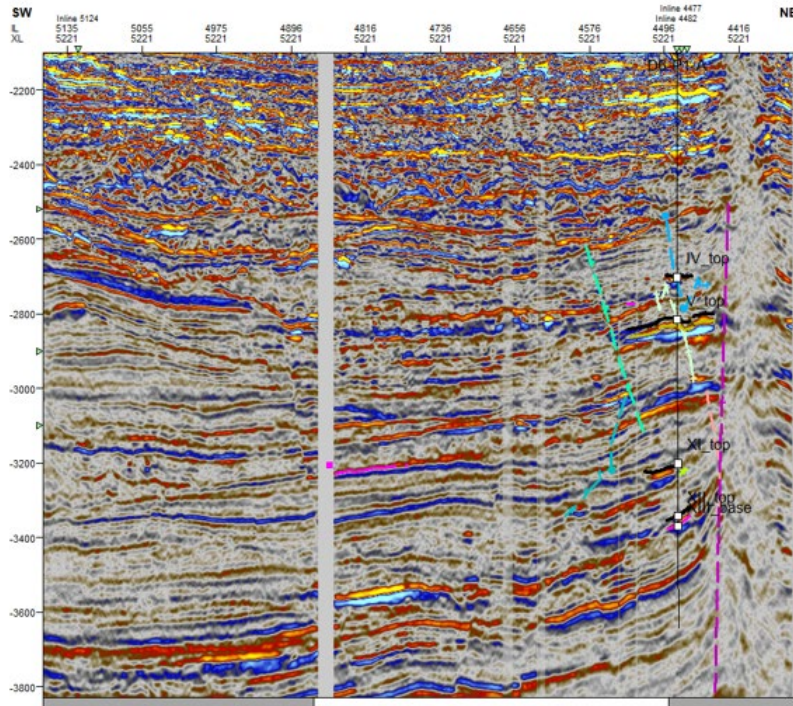 Inline 4477
SW Inline 5124 Inline 4482 NE
IL 5135 5055 4975 4896 4816 4736 4656 4576 4496 4416
XL 5221 5221 5221 5221 5221 5221 5221 5221 5221 5221
-2200
-2400
-2600
IV_top
V_top
-2800
-3000
XI_top
-3200
XII_top
XIII_base
-3400
-3600
-3800